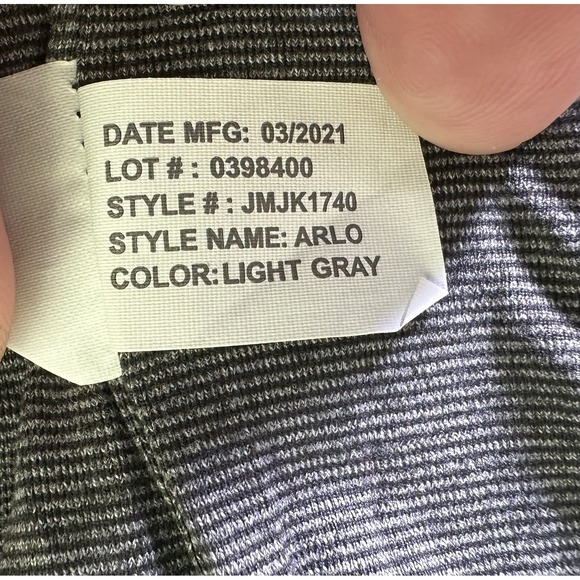 DATE MFG: 03/2021
LOT # : 0398400
STYLE # : JMJK1740
STYLE NAME: ARLO
COLOR: LIGHT GRAY